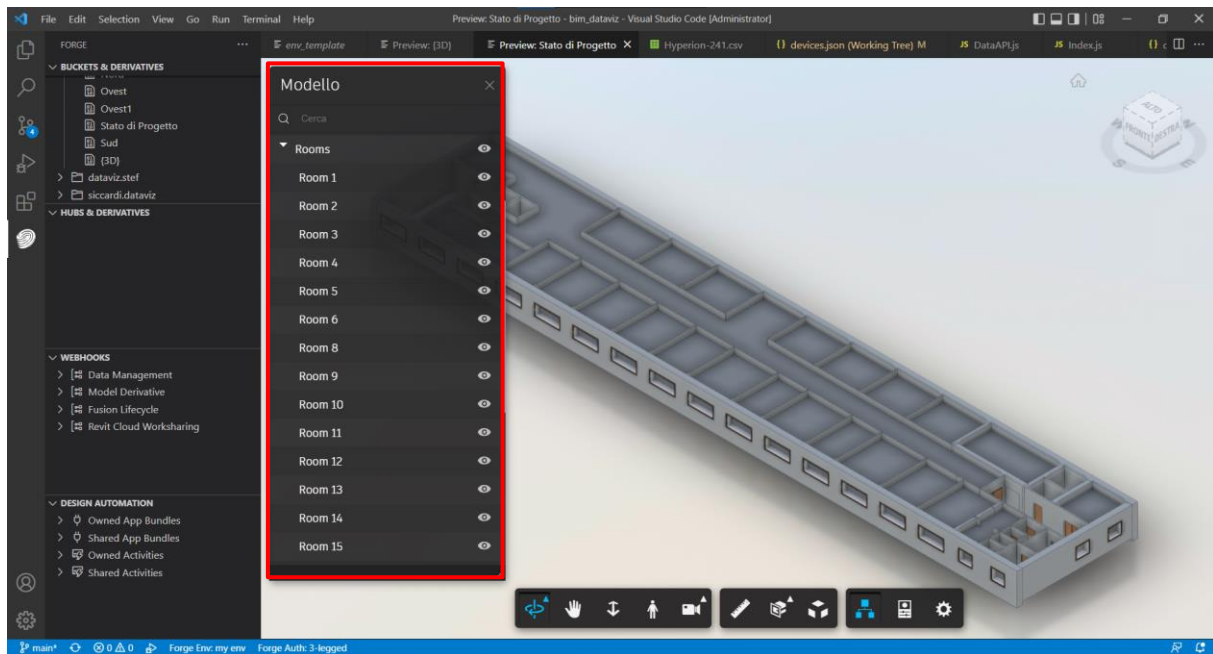 File Edit Selection View Go Run Terminal Help
Preview: Stato di Progetto - bim_dataviz - Visual Studio Code [Administrator]
FORGE
env_template
Preview: {3D}
Preview: Stato di Progetto
Hyperion-241.csv
{} devices.json (Working Tree) M
JS DataAPI.js
JS Index.js
BUCKETS & DERIVATIVES
Ovest
Ovest1
Stato di Progetto
Sud
{3D}
dataviz.stef
siccardi.dataviz
HUBS & DERIVATIVES
4
WEBHOOKS
Data Management
Model Derivative
Fusion Lifecycle
Revit Cloud Worksharing
DESIGN AUTOMATION
Owned App Bundles
Shared App Bundles
Owned Activities
Shared Activities
Modello
Cerca
Rooms
Room 1
Room 2
Room 3
Room 4
Room 5
Room 6
Room 8
Room 9
Room 10
Room 11
Room 12
Room 13
Room 14
Room 15
ALTO
FRONTE
DESTRA
S
E
main*
0
0
Forge Env: my env
Forge Auth: 3-legged